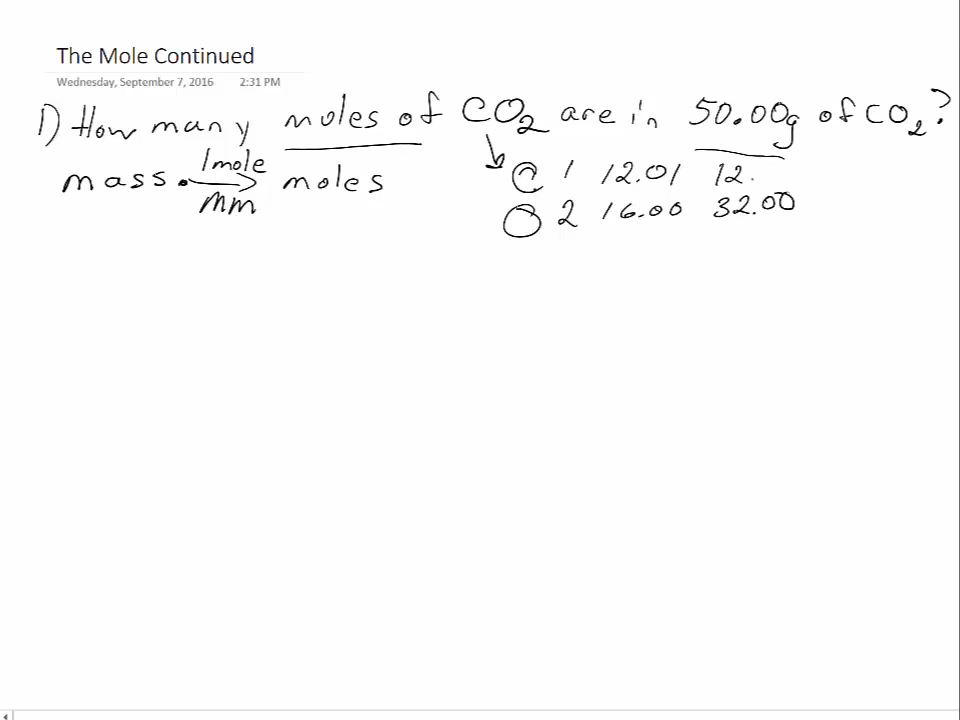 The Mole Continued
Wednesday, September 7, 2016 2:31 PM
1) How many moles of CO2 are in 50.00g of CO2?
mass · 1mole / MM → moles
C 1 12.01 12.
O 2 16.00 32.00